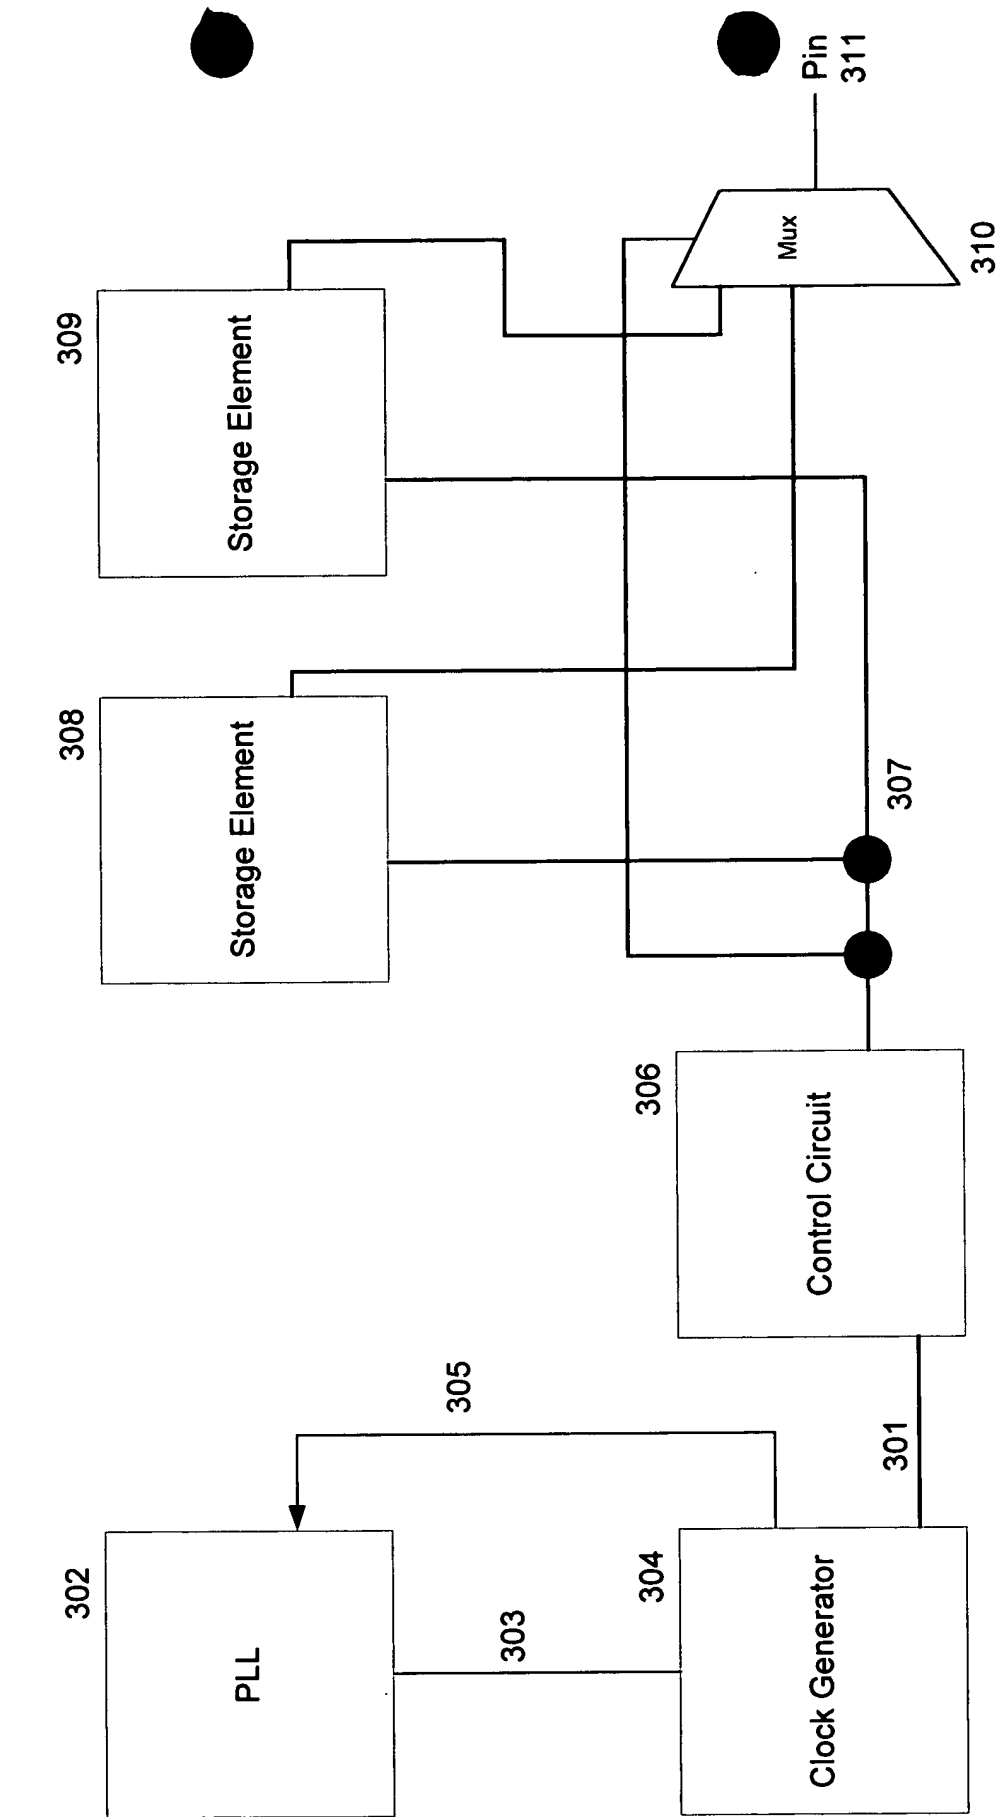 302
PLL
303
305
304
Clock Generator
301
306
Control Circuit
307
308
Storage Element
309
Storage Element
Mux
310
Pin
311